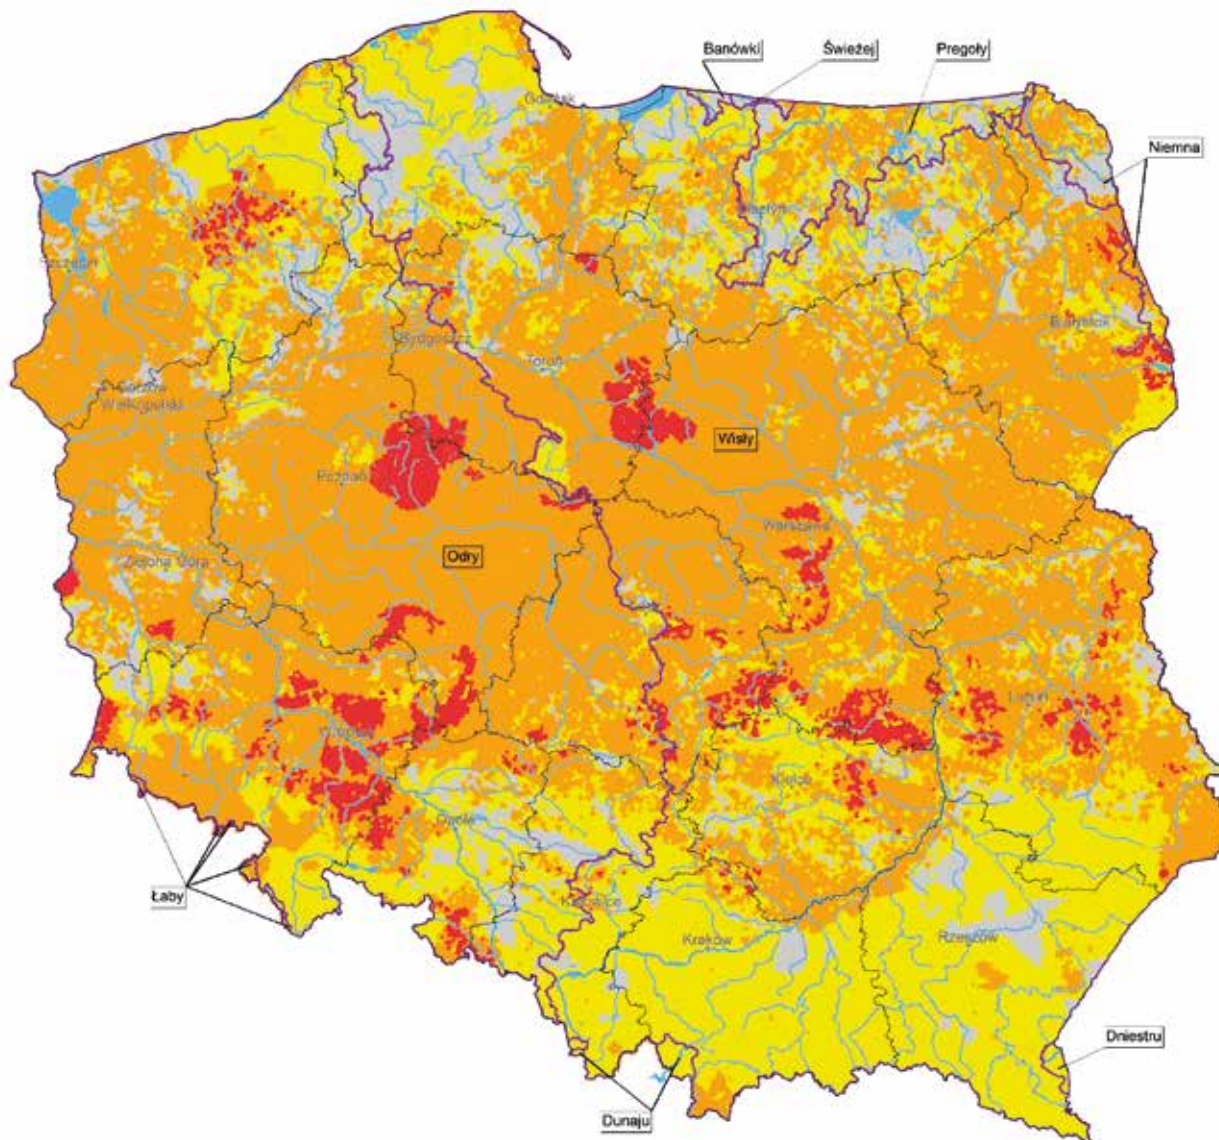 Banówki
Świeżej
Pregoły
Gdańsk
Niemna
Olsztyn
Szczecin
Białystok
Bydgoszcz
Toruń
Gorzów
Wielkopolski
Wisły
Poznań
Warszawa
Odry
Zielona Góra
Lublin
Wrocław
Kielce
Opole
Łaby
Katowice
Kraków
Rzeszów
Dniestru
Dunaju